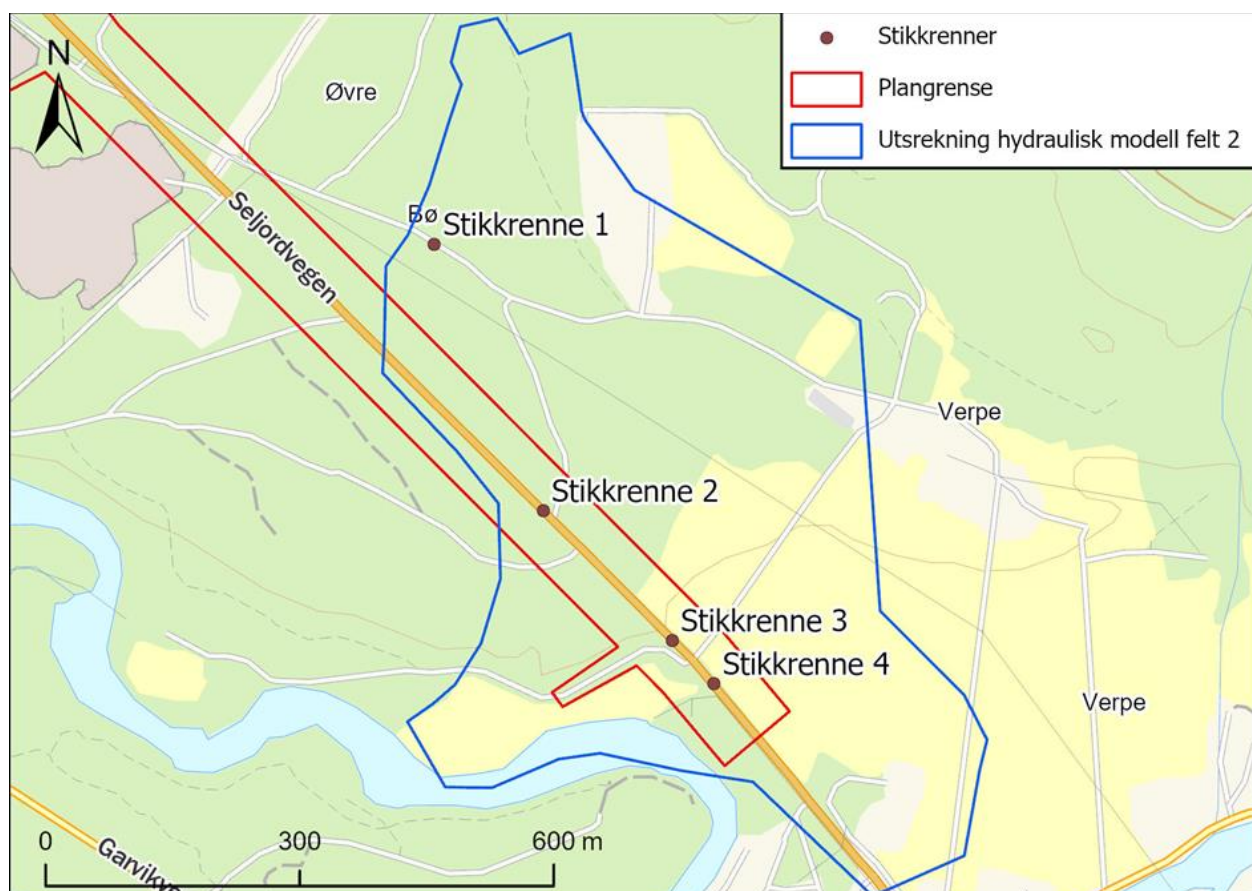 N
Stikkrenner
Plangrense
Utsrekning hydraulisk modell felt 2
Øvre
Bø
Stikkrenne 1
Seljordvegen
Verpe
Stikkrenne 2
Stikkrenne 3
Stikkrenne 4
Verpe
0 300 600 m